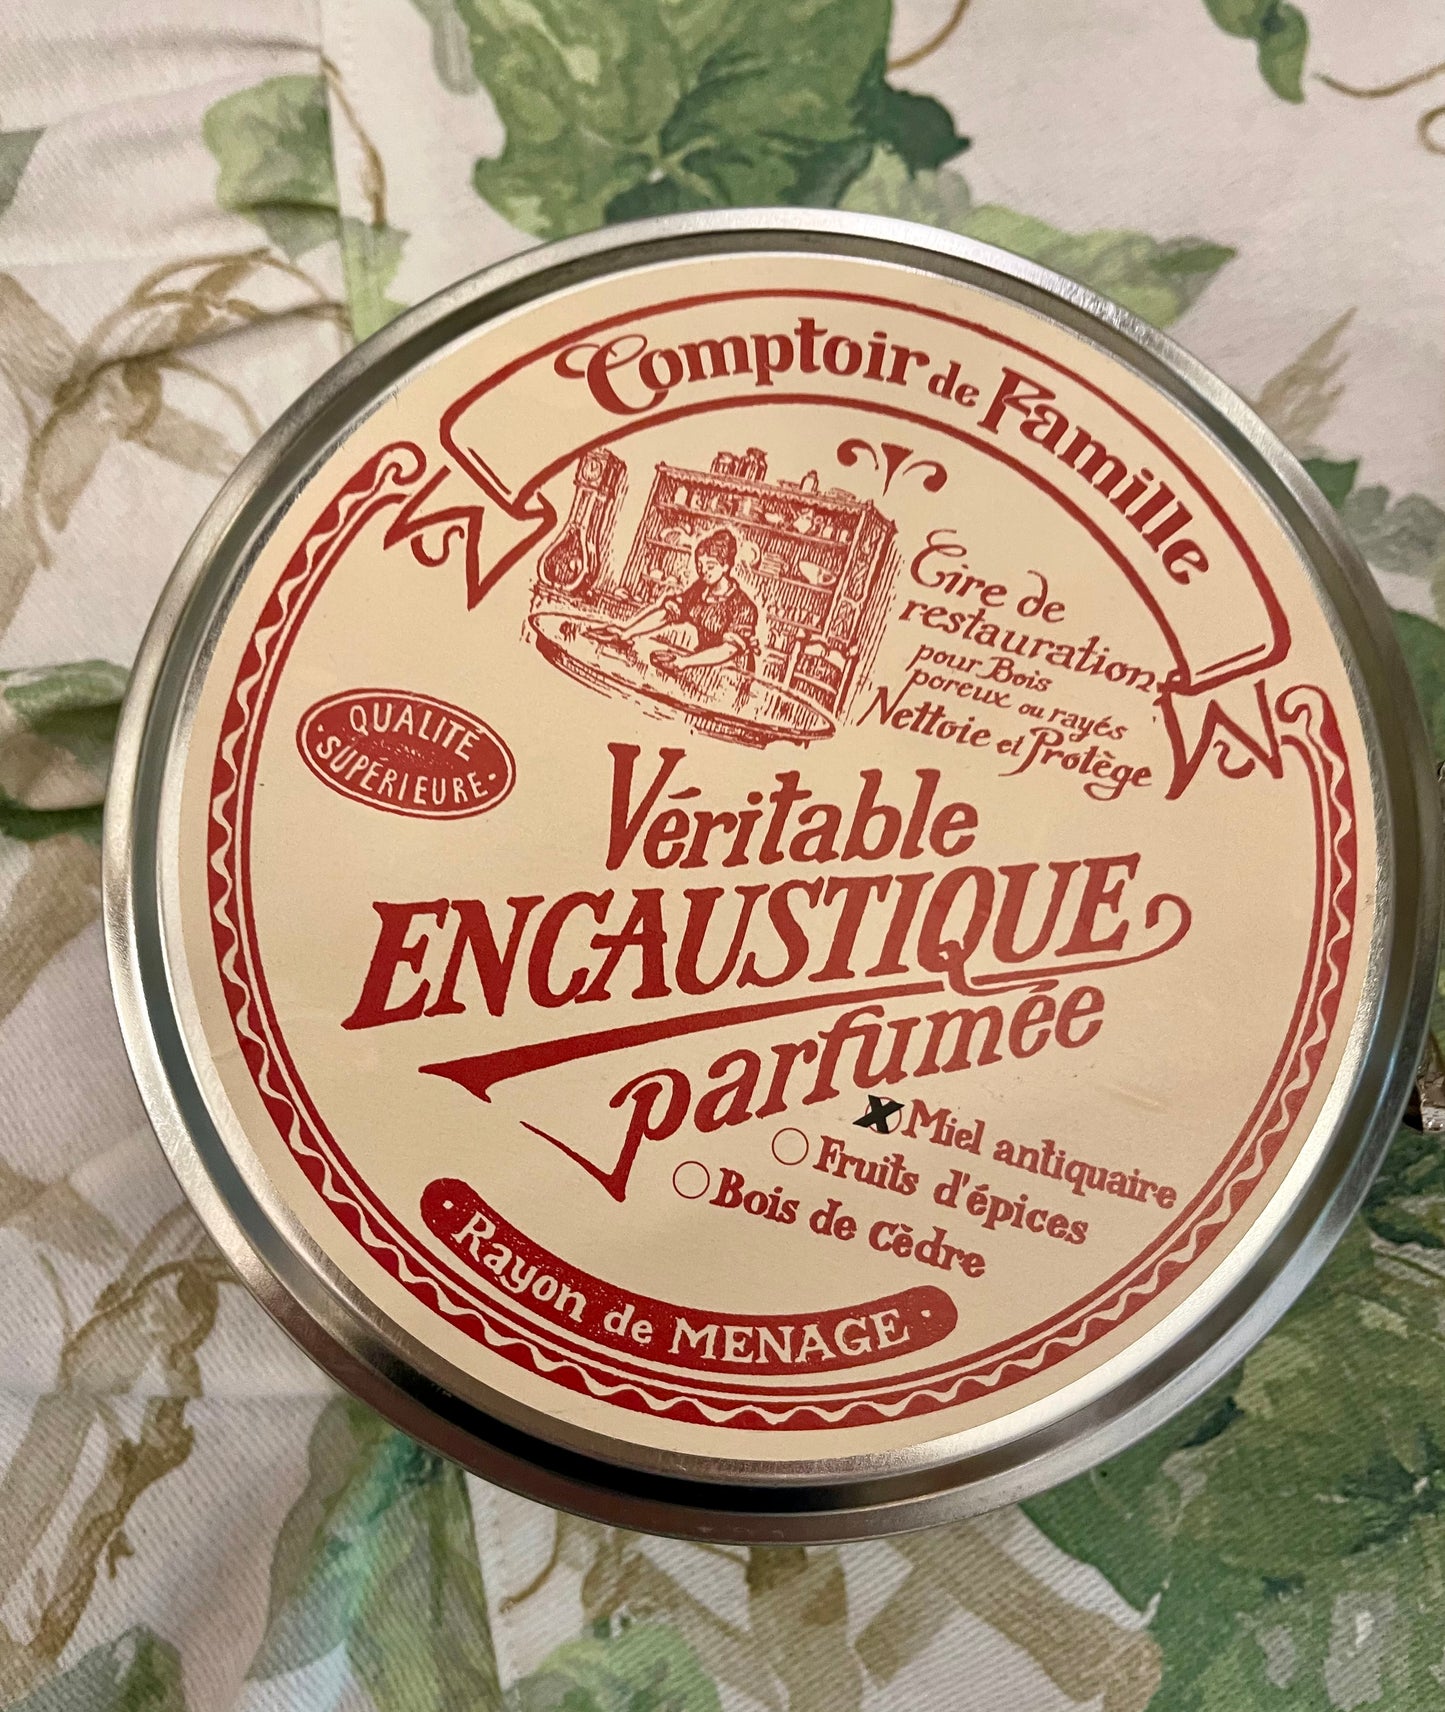 Comptoir de Famille
Cire de
restauration
pour Bois
poreux ou rayés
Nettoie et Protège
QUALITÉ
SUPÉRIEURE
Véritable
ENCAUSTIQUE
parfumée
X Miel antiquaire
Fruits d'épices
Bois de Cèdre
Rayon de MENAGE